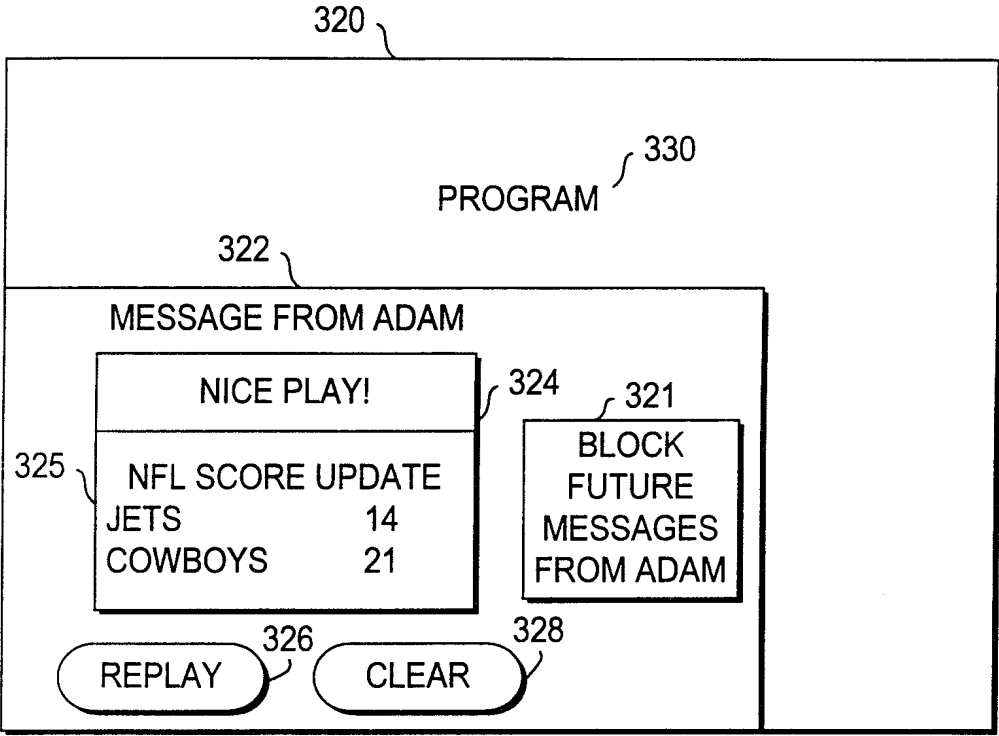 320
330
PROGRAM
322
MESSAGE FROM ADAM
NICE PLAY!
324
321
325
NFL SCORE UPDATE
JETS 14
COWBOYS 21
BLOCK
FUTURE
MESSAGES
FROM ADAM
326
328
REPLAY
CLEAR